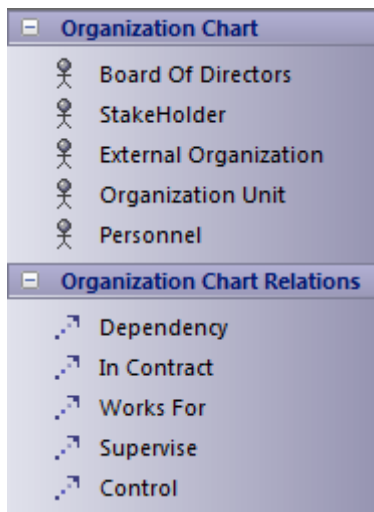 Organization Chart
Board Of Directors
StakeHolder
External Organization
Organization Unit
Personnel
Organization Chart Relations
Dependency
In Contract
Works For
Supervise
Control